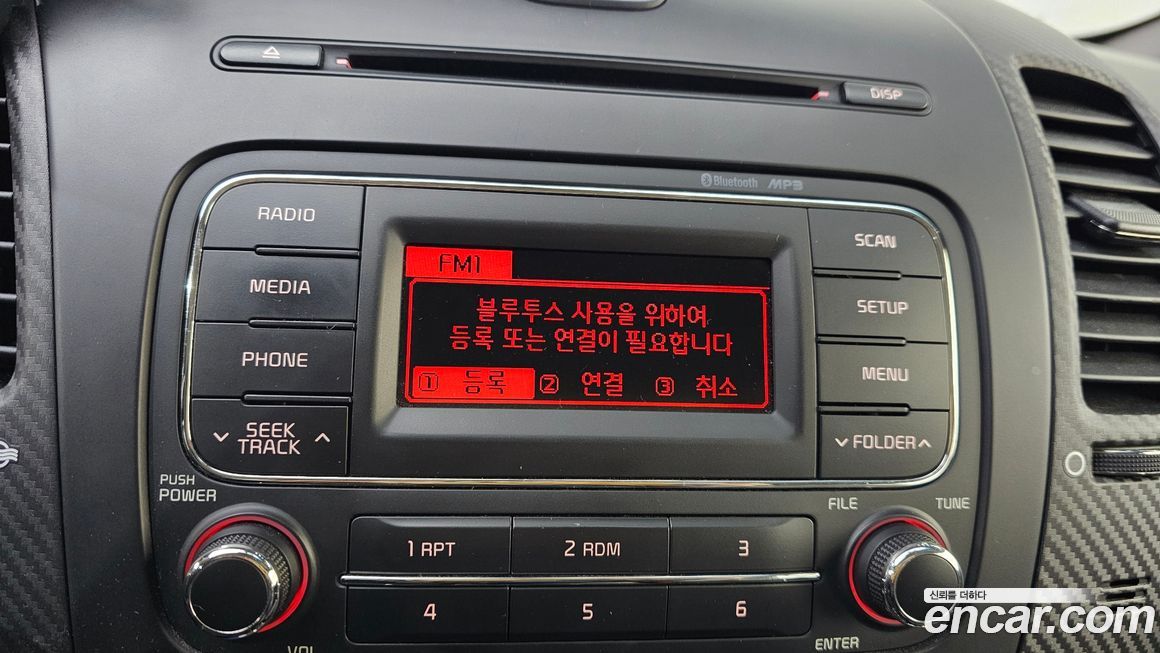 DISP
Bluetooth MP3
RADIO
SCAN
FM1
MEDIA
SETUP
블루투스 사용을 위하여
등록 또는 연결이 필요합니다
PHONE
MENU
① 등록 ② 연결 ③ 취소
SEEK
TRACK
FOLDER
PUSH
POWER
FILE
TUNE
1 RPT
2 RDM
3
4
5
6
VOL
ENTER
신뢰를 더하다
encar.com